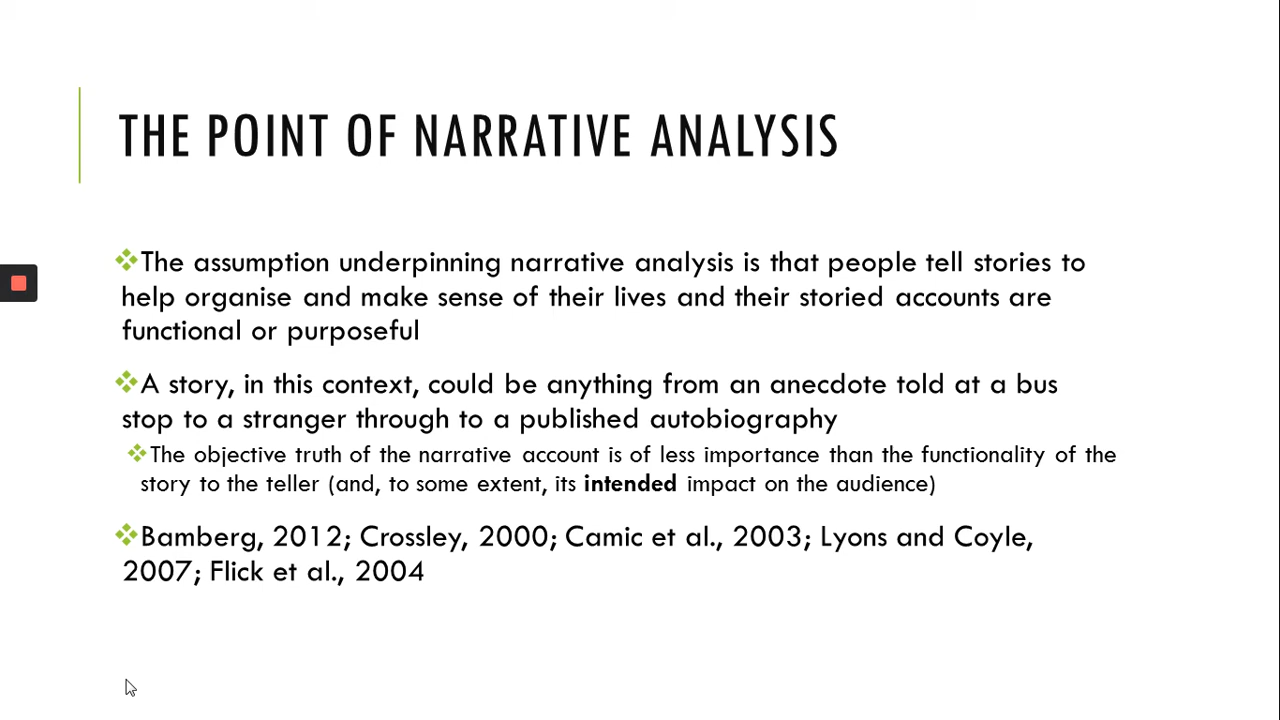 THE POINT OF NARRATIVE ANALYSIS
The assumption underpinning narrative analysis is that people tell stories to
help organise and make sense of their lives and their storied accounts are
functional or purposeful
A story, in this context, could be anything from an anecdote told at a bus
stop to a stranger through to a published autobiography
The objective truth of the narrative account is of less importance than the functionality of the
story to the teller (and, to some extent, its intended impact on the audience)
Bamberg, 2012; Crossley, 2000; Camic et al., 2003; Lyons and Coyle,
2007; Flick et al., 2004